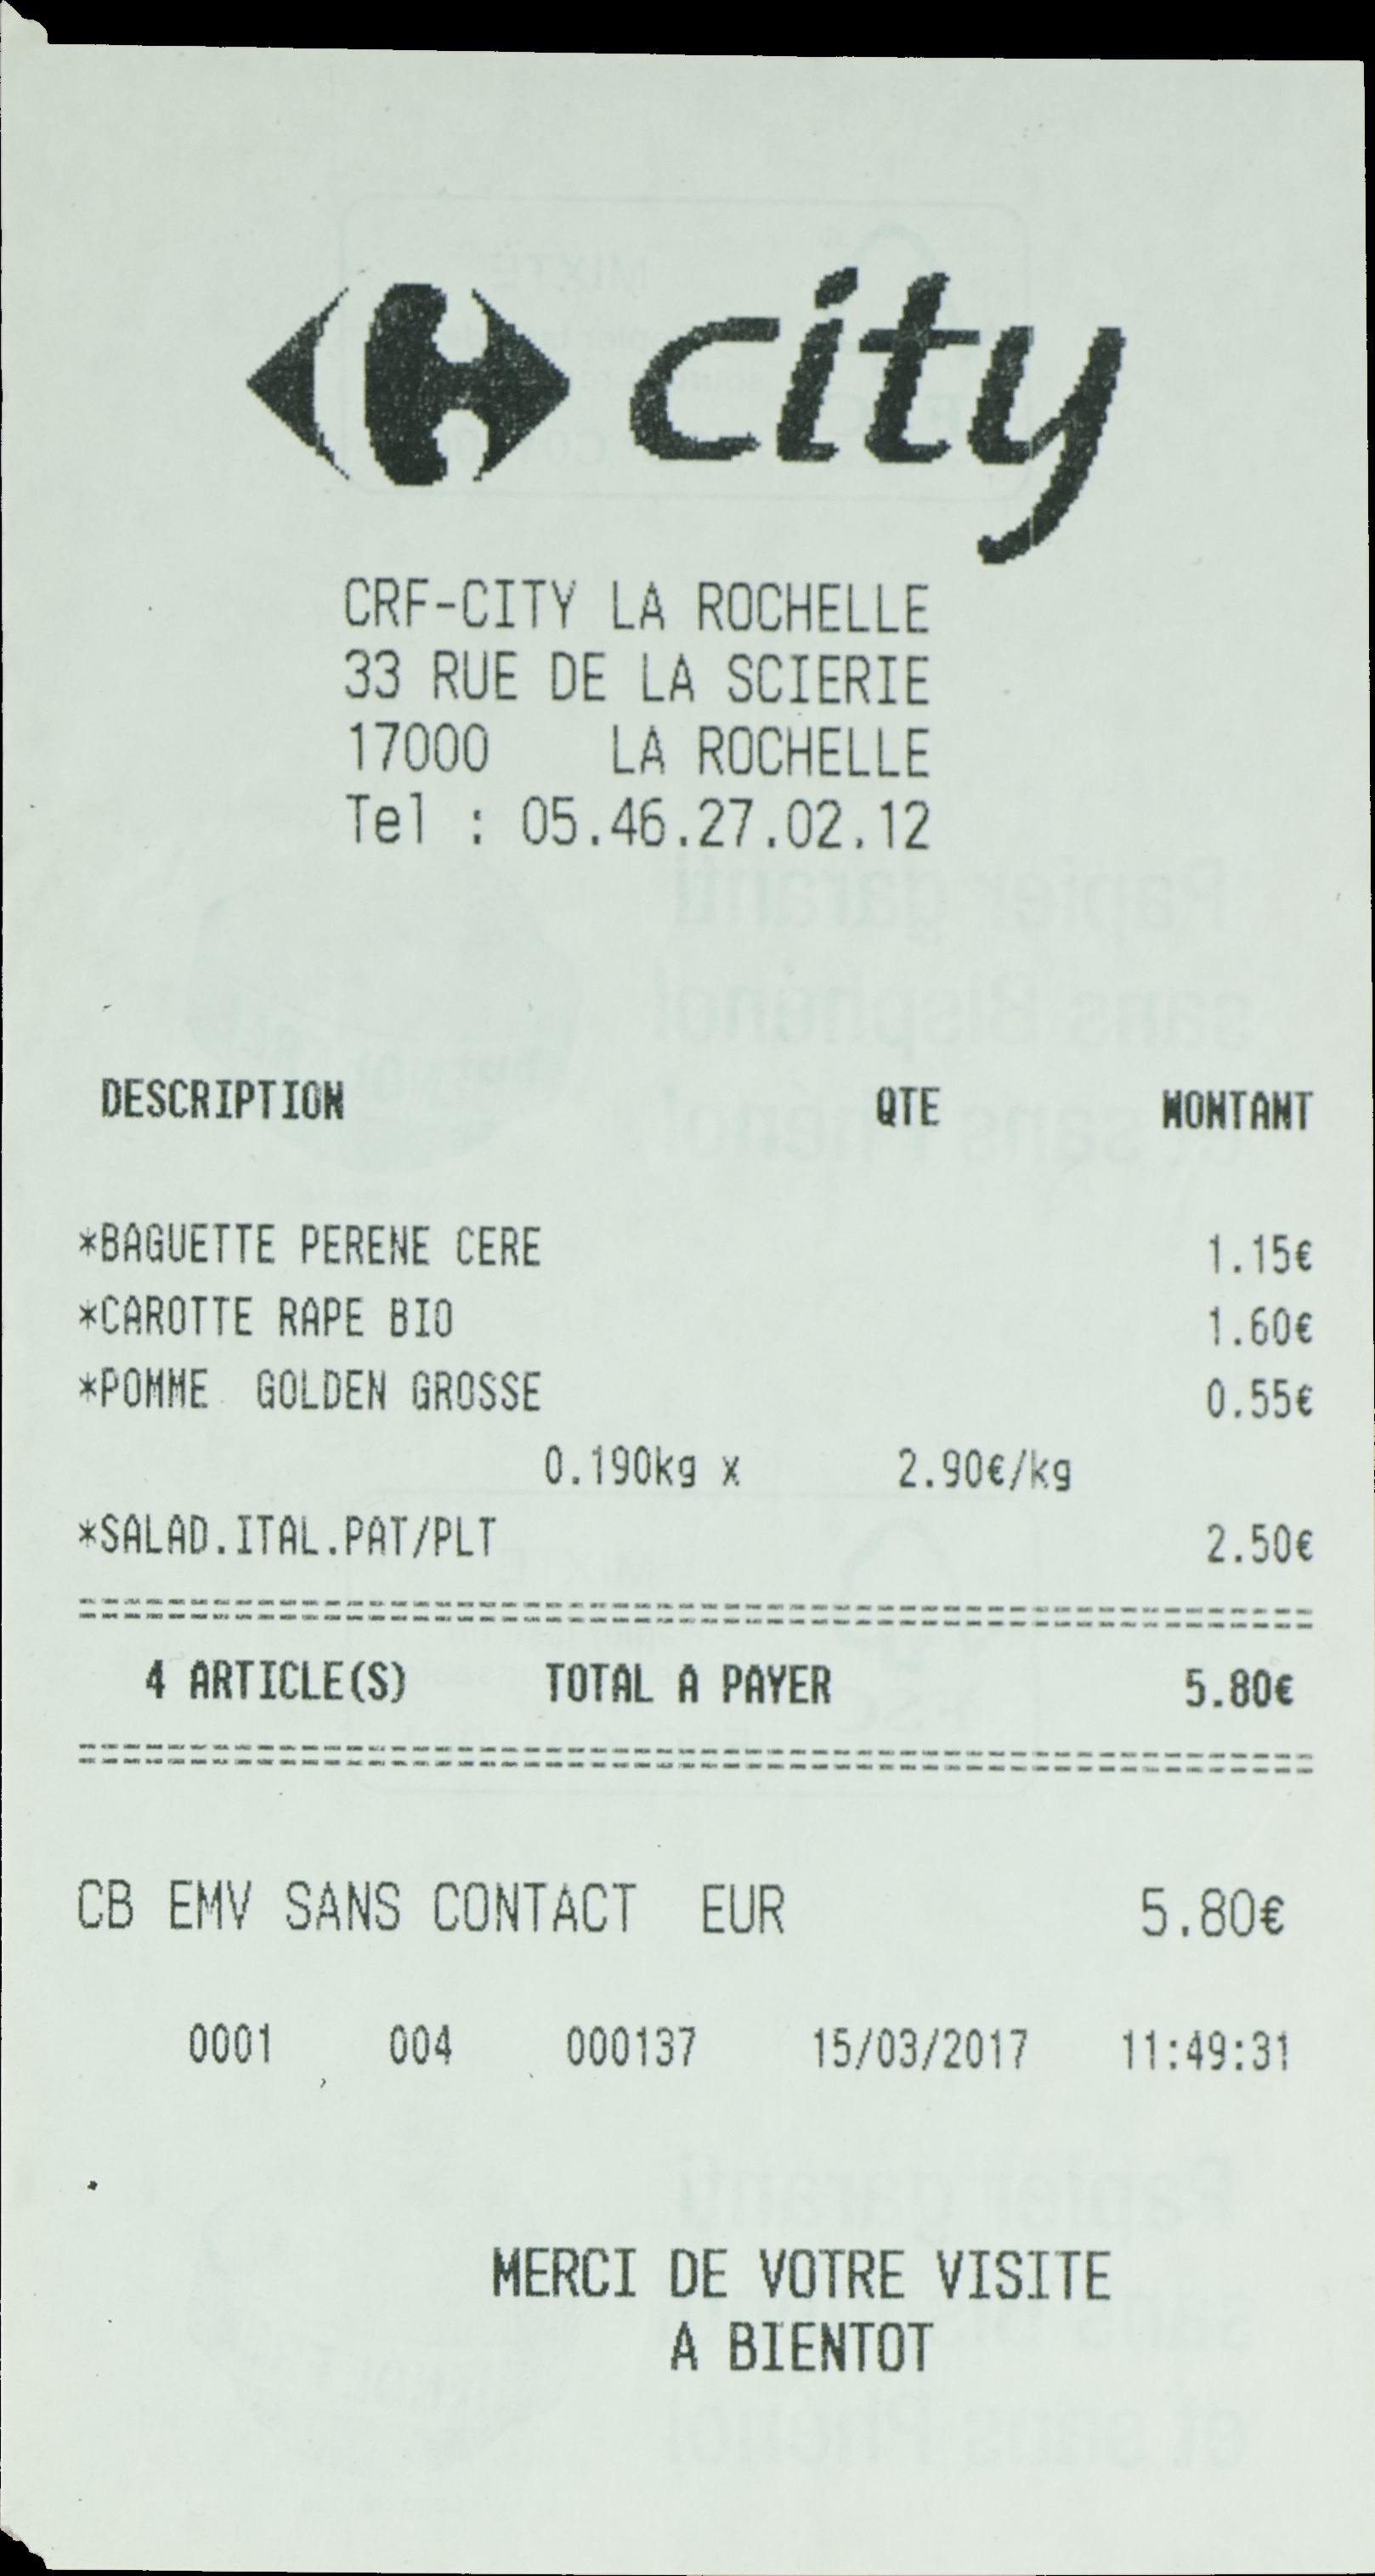 city
CRF-CITY LA ROCHELLE
33 RUE DE LA SCIERIE
17000 LA ROCHELLE
Tel : 05.46.27.02.12
DESCRIPTION QTE MONTANT
*BAGUETTE PERENE CERE 1.15€
*CAROTTE RAPE BIO 1.60€
*POMME GOLDEN GROSSE 0.55€
0.190kg x 2.90€/kg
*SALAD.ITAL.PAT/PLT 2.50€
4 ARTICLE(S) TOTAL A PAYER 5.80€
CB EMV SANS CONTACT EUR 5.80€
0001 004 000137 15/03/2017 11:49:31
MERCI DE VOTRE VISITE
A BIENTOT